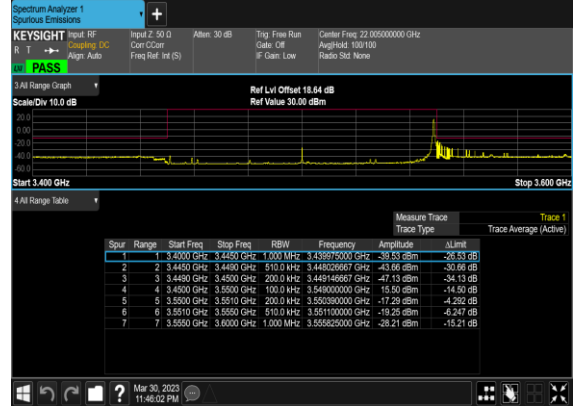 Spectrum Analyzer 1
Spurious Emissions
KEYSIGHT Input: RF Input Z: 50 Ω Atten: 30 dB Trig: Free Run Center Freq: 22.005000000 GHz
R T Coupling: DC Corr CCorr Gate: Off Avg|Hold: 100/100
Align: Auto Freq Ref: Int (S) IF Gain: Low Radio Std: None
PASS
3 All Range Graph
Ref Lvl Offset 18.64 dB
Scale/Div 10.0 dB Ref Value 30.00 dBm
20.0
0.00
-20.0
-40.0
-60.0
Start 3.400 GHz Stop 3.600 GHz
4 All Range Table
Measure Trace Trace 1
Trace Type Trace Average (Active)
Spur Range Start Freq Stop Freq RBW Frequency Amplitude ΔLimit
1 1 3.4000 GHz 3.4450 GHz 1.000 MHz 3.439975000 GHz -39.53 dBm -26.53 dB
2 2 3.4450 GHz 3.4490 GHz 510.0 kHz 3.448026667 GHz -43.66 dBm -30.66 dB
3 3 3.4490 GHz 3.4500 GHz 200.0 kHz 3.449146667 GHz -47.13 dBm -34.13 dB
4 4 3.4500 GHz 3.5500 GHz 100.0 kHz 3.549000000 GHz 15.50 dBm -14.50 dB
5 5 3.5500 GHz 3.5510 GHz 200.0 kHz 3.550390000 GHz -17.29 dBm -4.292 dB
6 6 3.5510 GHz 3.5550 GHz 510.0 kHz 3.551100000 GHz -19.25 dBm -6.247 dB
7 7 3.5550 GHz 3.6000 GHz 1.000 MHz 3.555825000 GHz -28.21 dBm -15.21 dB
? Mar 30, 2023
11:46:02 PM